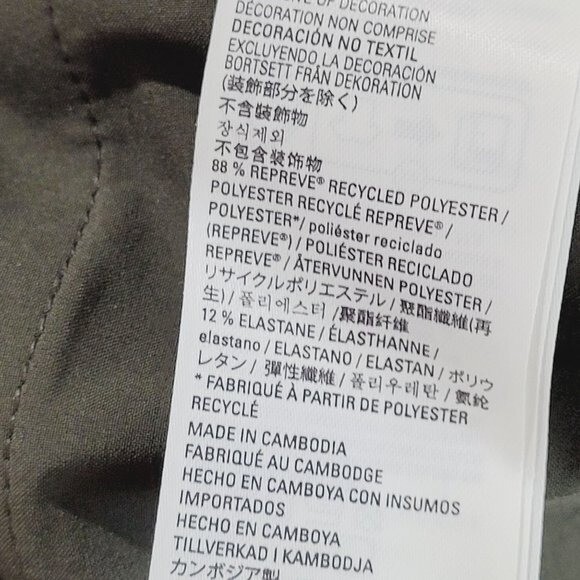 OF DECORATION
DÉCORATION NON COMPRISE
DECORACIÓN NO TEXTIL
EXCLUYENDO LA DECORACIÓN
BORTSETT FRÅN DEKORATION
(装飾部分を除く)
不含裝飾物
장식제외
不包含装饰物
88 % REPREVE® RECYCLED POLYESTER /
POLYESTER RECYCLÉ REPREVE® /
POLYESTER*/ poliéster reciclado
(REPREVE®) / POLIÉSTER RECICLADO
REPREVE® / ÅTERVUNNEN POLYESTER /
リサイクルポリエステル / 聚酯纖維(再
生) / 폴리에스터 /聚酯纤维
12 % ELASTANE / ÉLASTHANNE /
elastano / ELASTANO / ELASTAN / ポリウ
レタン / 彈性纖維 / 폴리우레탄 / 氨纶
* FABRIQUÉ À PARTIR DE POLYESTER
RECYCLÉ
MADE IN CAMBODIA
FABRIQUÉ AU CAMBODGE
HECHO EN CAMBOYA CON INSUMOS
IMPORTADOS
HECHO EN CAMBOYA
TILLVERKAD I KAMBODJA
カンボジア製